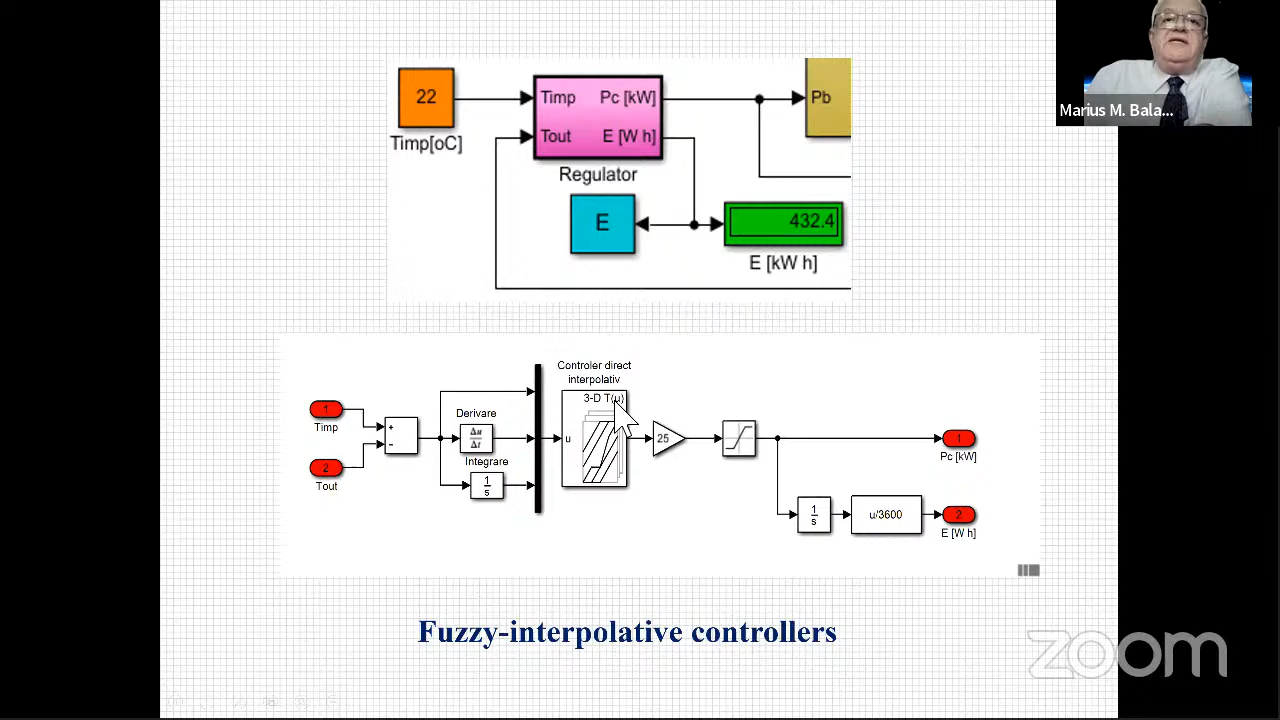 Marius M. Bala...
22
Timp[oC]
Timp
Pc [kW]
Tout
E [W h]
Regulator
Pb
E
432.4
E [kW h]
Controler direct
interpolativ
3-D T(u)
u
1
Timp
2
Tout
+
−
Derivare
Δu
Δt
Integrare
1
s
25
1
Pc [kW]
1
s
u/3600
2
E [W h]
Fuzzy-interpolative controllers
zoom